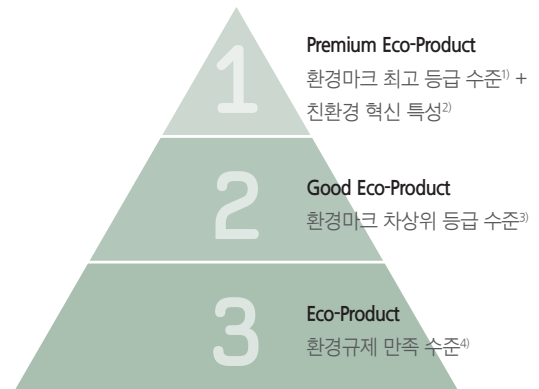 1
Premium Eco-Product
환경마크 최고 등급 수준1) +
친환경 혁신 특성2)
2
Good Eco-Product
환경마크 차상위 등급 수준3)
3
Eco-Product
환경규제 만족 수준4)